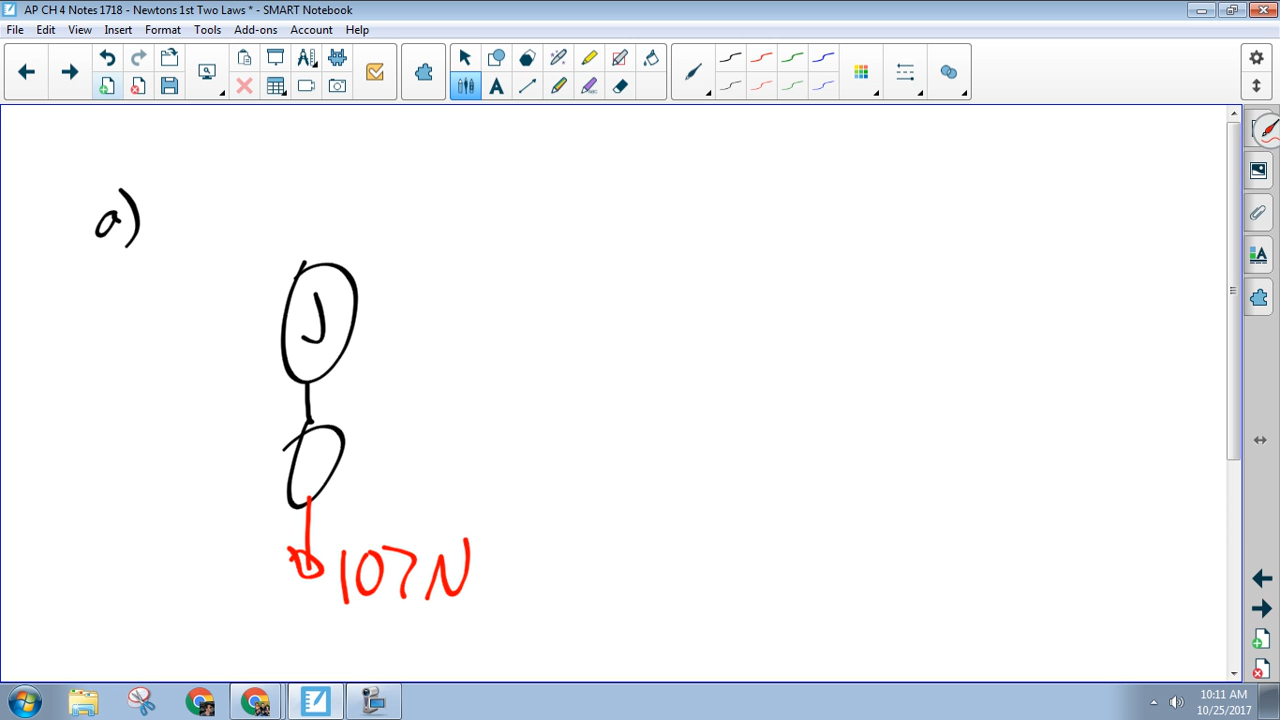 AP CH 4 Notes 1718 - Newtons 1st Two Laws * - SMART Notebook
File Edit View Insert Format Tools Add-ons Account Help
a)
J
107N
10:11 AM
10/25/2017